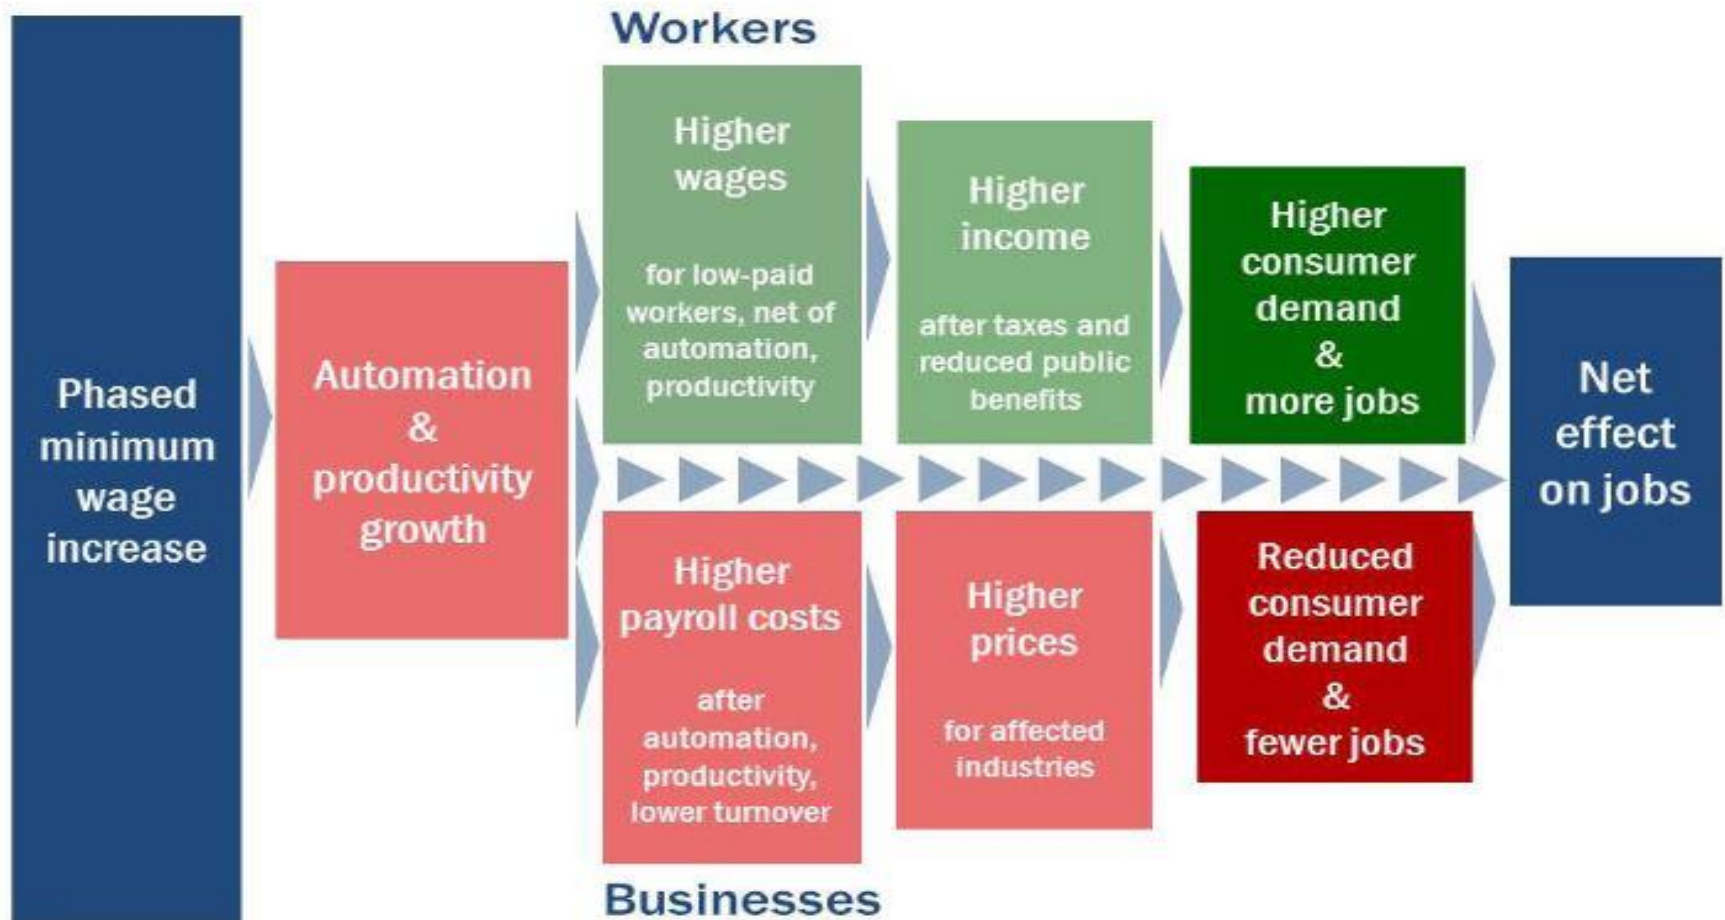 Phased
minimum
wage
increase
Automation
&
productivity
growth
Workers
Higher
wages
for low-paid
workers, net of
automation,
productivity
Higher
income
after taxes and
reduced public
benefits
Higher
consumer
demand
&
more jobs
Higher
payroll costs
after
automation,
productivity,
lower turnover
Higher
prices
for affected
industries
Reduced
consumer
demand
&
fewer jobs
Businesses
Net
effect
on jobs